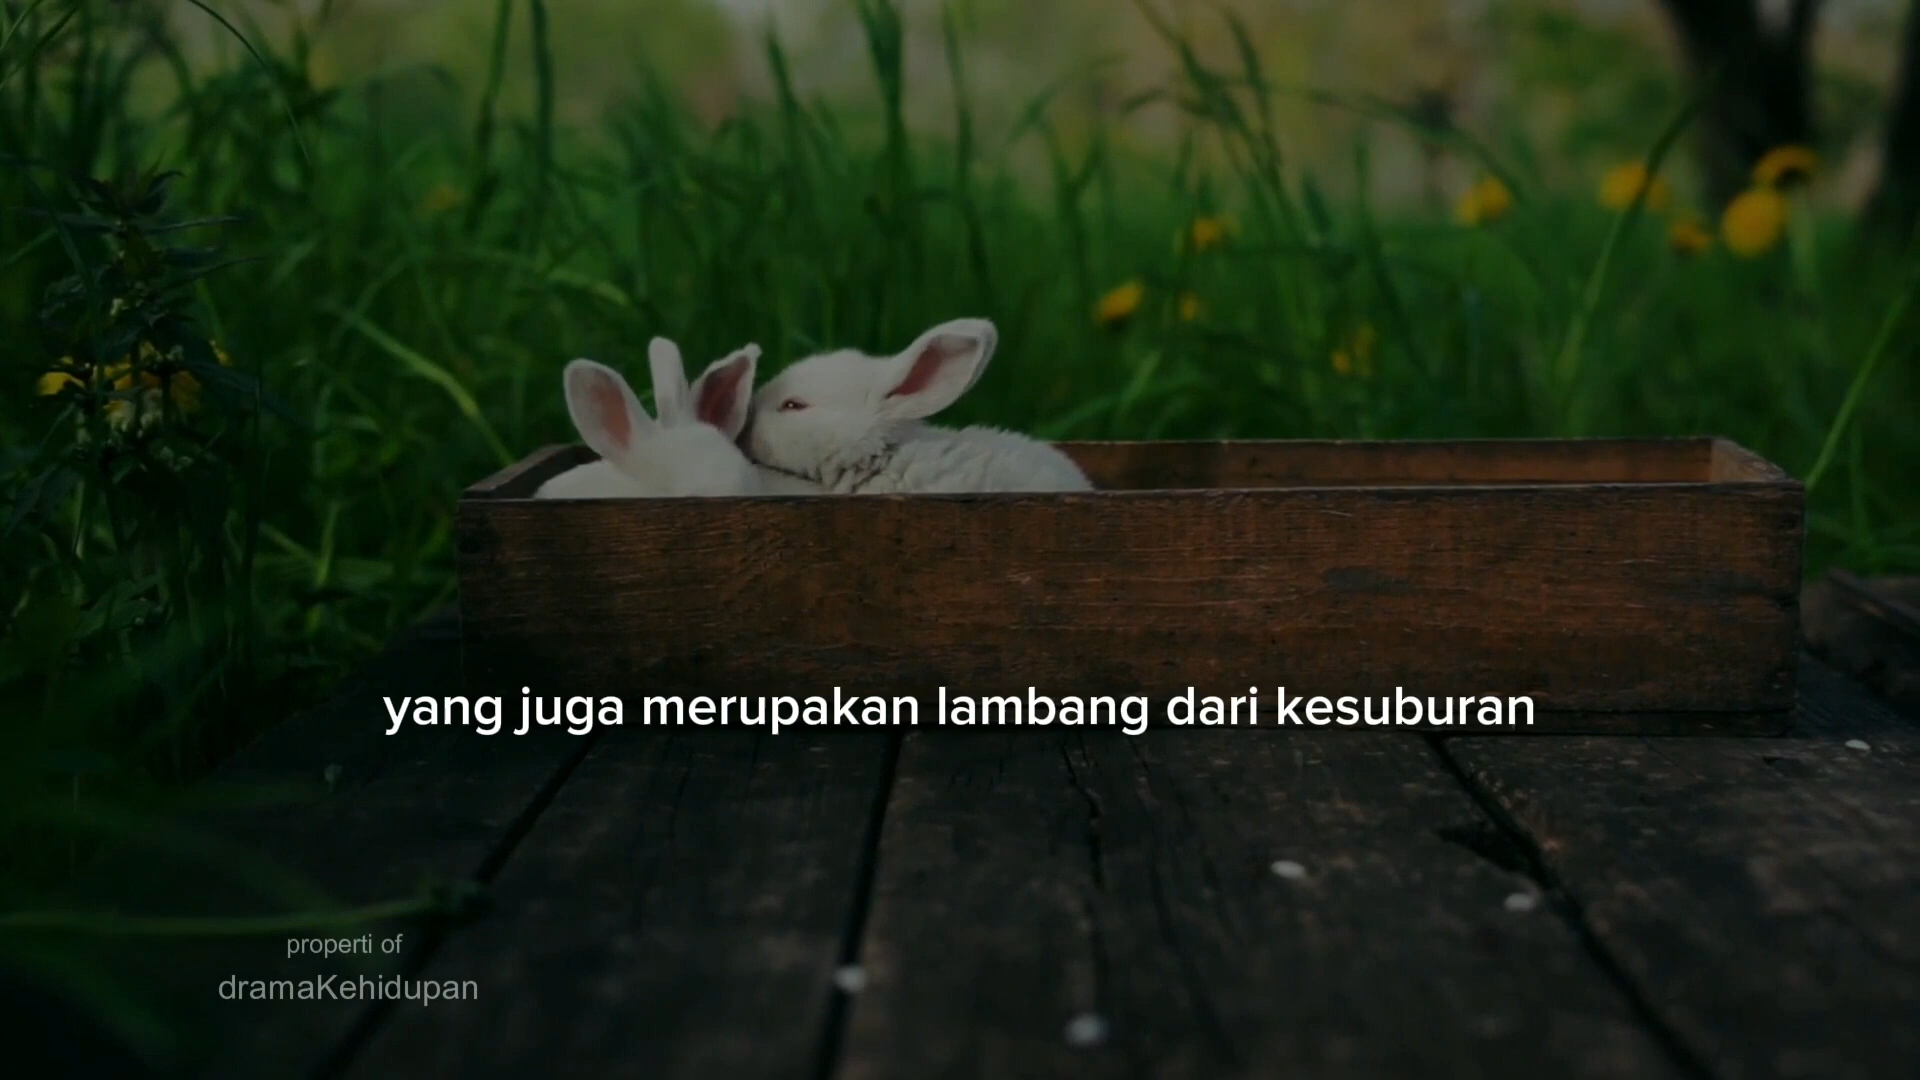 yang juga merupakan lambang dari kesuburan
properti of
dramaKehidupan